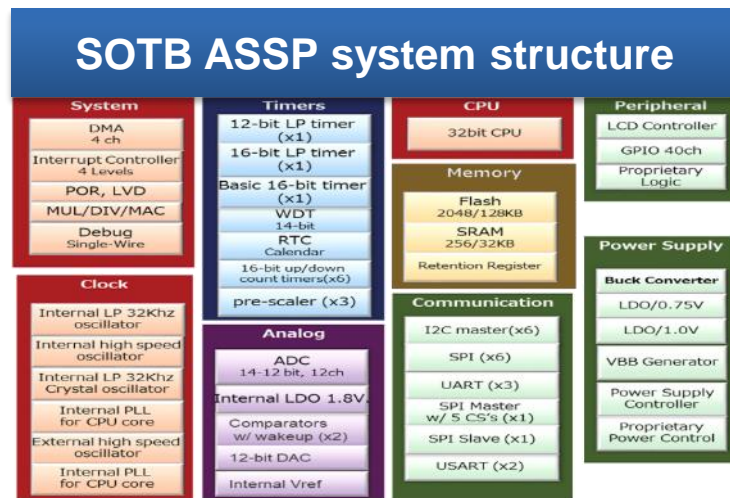 SOTB ASSP system structure
System
DMA
4 ch
Interrupt Controller
4 Levels
POR, LVD
MUL/DIV/MAC
Debug
Single-Wire
Clock
Internal LP 32Khz
oscillator
Internal high speed
oscillator
Internal LP 32Khz
Crystal oscillator
Internal PLL
for CPU core
External high speed
oscillator
Internal PLL
for CPU core
Timers
12-bit LP timer
(x1)
16-bit LP timer
(x1)
Basic 16-bit timer
(x1)
WDT
14-bit
RTC
Calendar
16-bit up/down
count timers(x6)
pre-scaler (x3)
Analog
ADC
14-12 bit, 12ch
Internal LDO 1.8V.
Comparators
w/ wakeup (x2)
12-bit DAC
Internal Vref
CPU
32bit CPU
Memory
Flash
2048/128KB
SRAM
256/32KB
Retention Register
Communication
I2C master(x6)
SPI (x6)
UART (x3)
SPI Master
w/ 5 CS's (x1)
SPI Slave (x1)
USART (x2)
Peripheral
LCD Controller
GPIO 40ch
Proprietary
Logic
Power Supply
Buck Converter
LDO/0.75V
LDO/1.0V
VBB Generator
Power Supply
Controller
Proprietary
Power Control